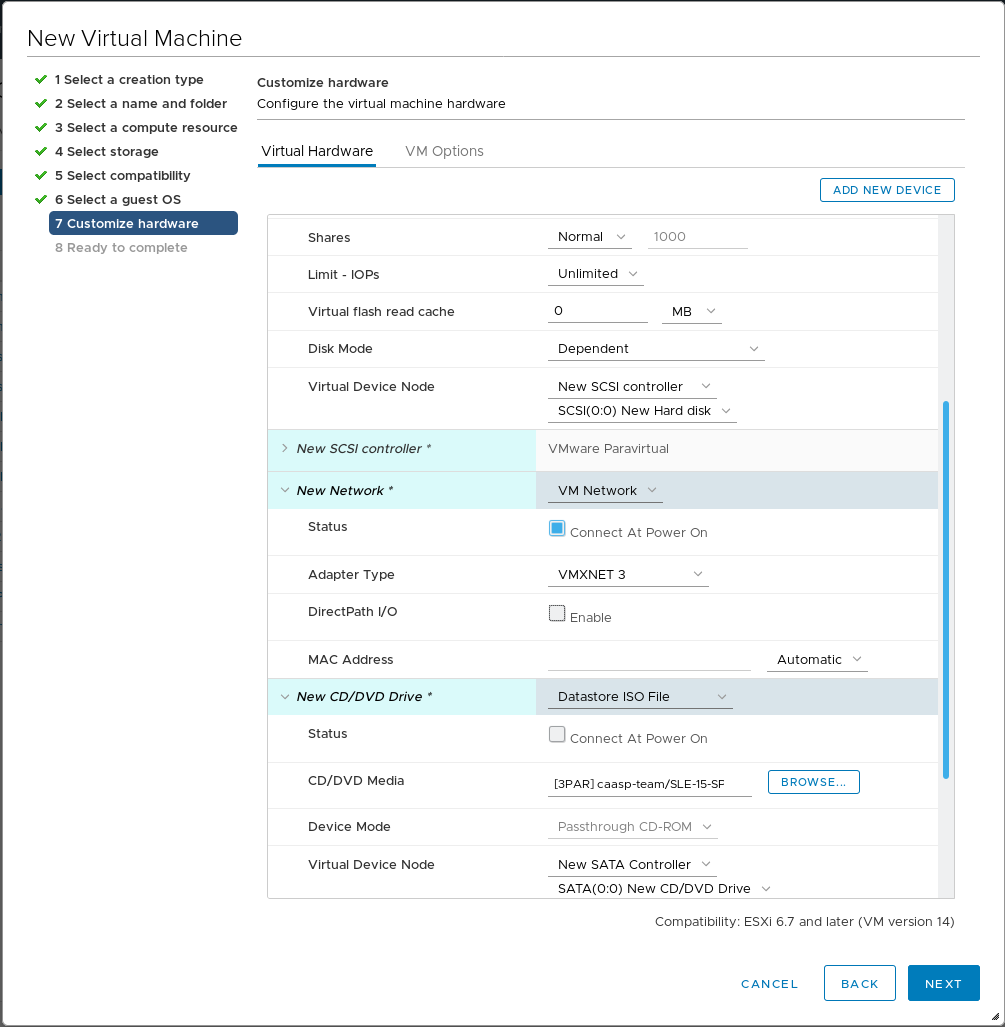 New Virtual Machine
1 Select a creation type
2 Select a name and folder
3 Select a compute resource
4 Select storage
5 Select compatibility
6 Select a guest OS
7 Customize hardware
8 Ready to complete
Customize hardware
Configure the virtual machine hardware
Virtual Hardware VM Options
ADD NEW DEVICE
Shares Normal 1000
Limit - IOPs Unlimited
Virtual flash read cache 0 MB
Disk Mode Dependent
Virtual Device Node New SCSI controller
SCSI(0:0) New Hard disk
New SCSI controller * VMware Paravirtual
New Network * VM Network
Status Connect At Power On
Adapter Type VMXNET 3
DirectPath I/O Enable
MAC Address Automatic
New CD/DVD Drive * Datastore ISO File
Status Connect At Power On
CD/DVD Media [3PAR] caasp-team/SLE-15-SP BROWSE...
Device Mode Passthrough CD-ROM
Virtual Device Node New SATA Controller
SATA(0:0) New CD/DVD Drive
Compatibility: ESXi 6.7 and later (VM version 14)
CANCEL BACK NEXT